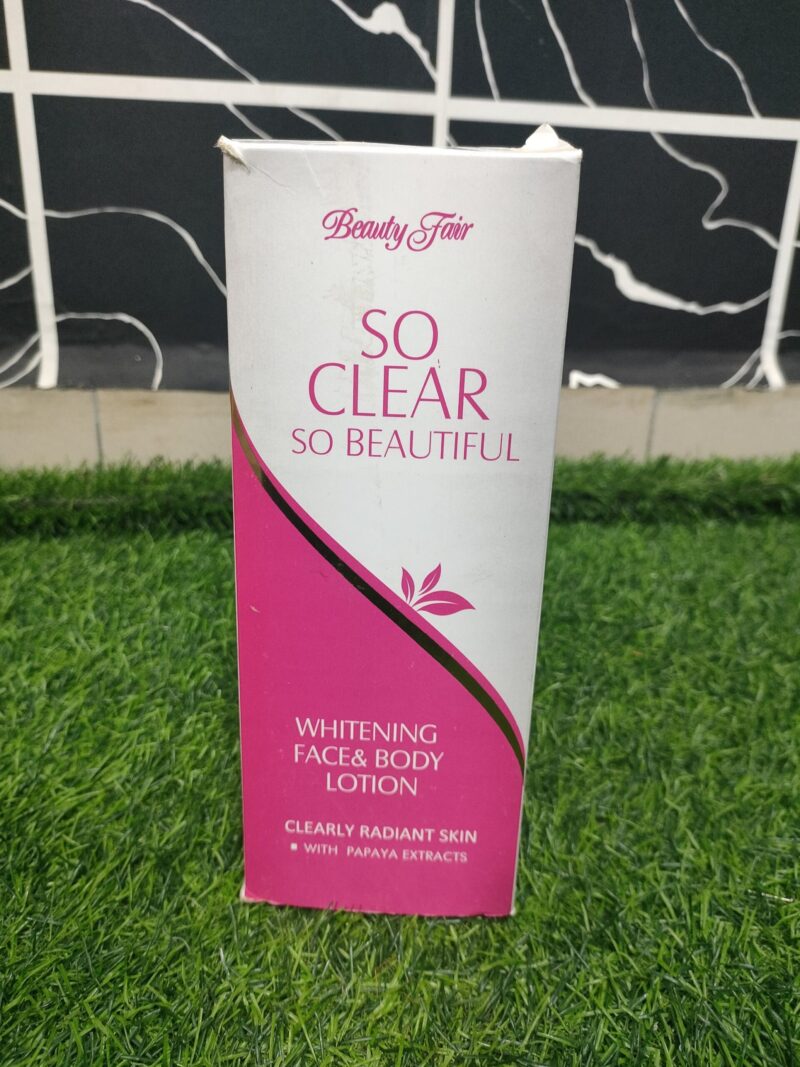 Beauty Fair
SO
CLEAR
SO BEAUTIFUL
WHITENING
FACE& BODY
LOTION
CLEARLY RADIANT SKIN
▪ WITH PAPAYA EXTRACTS